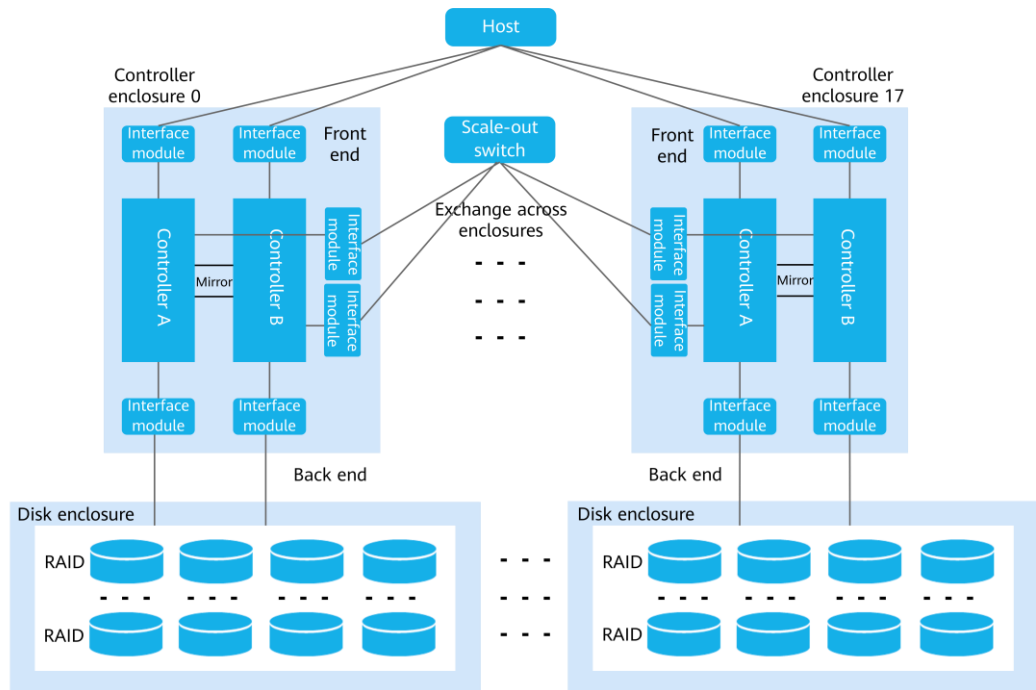 Host
Controller
enclosure 0
Controller
enclosure 17
Interface
module
Interface
module
Front
end
Scale-out
switch
Front
end
Interface
module
Interface
module
Controller A
Mirror
Controller B
Interface
module
Interface
module
Exchange across
enclosures
Interface
module
Interface
module
Controller A
Mirror
Controller B
Interface
module
Interface
module
Interface
module
Interface
module
Back end
Back end
Disk enclosure
RAID
RAID
Disk enclosure
RAID
RAID